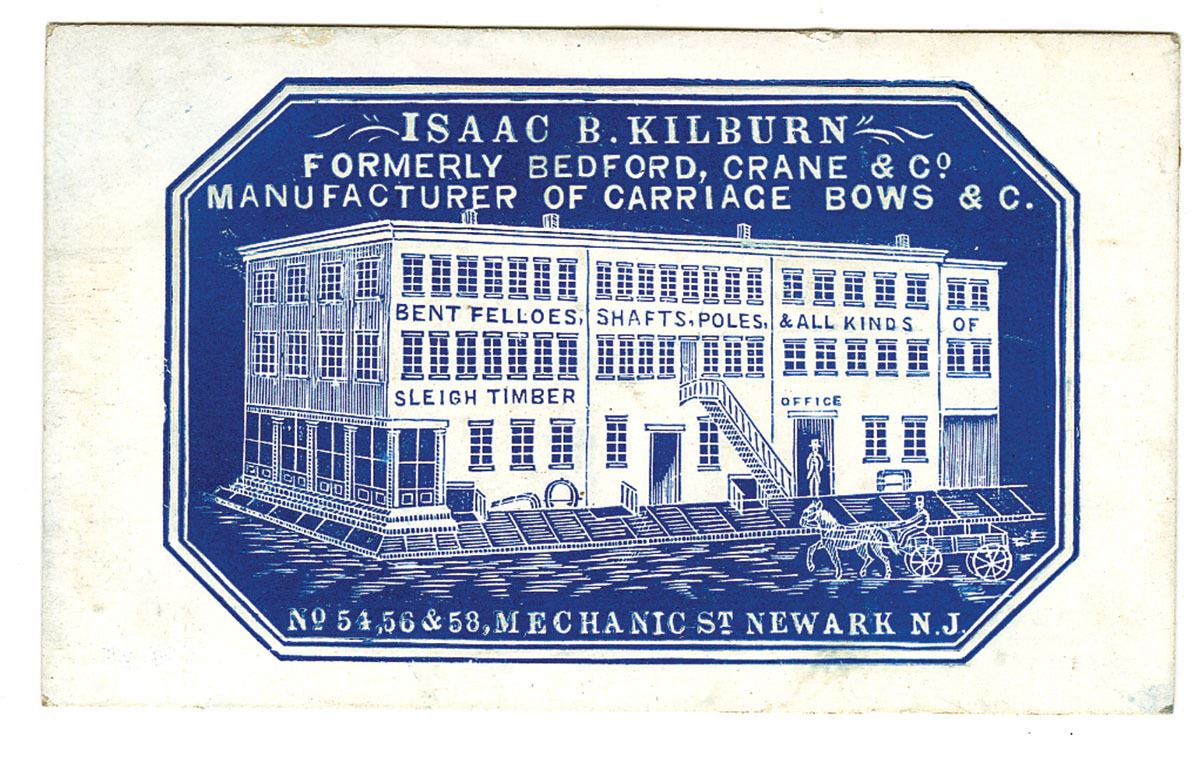 ISAAC B. KILBURN
FORMERLY BEDFORD, CRANE & Cº
MANUFACTURER OF CARRIAGE BOWS & C.
BENT FELLOES, SHAFTS, POLES, & ALL KINDS OF
SLEIGH TIMBER
OFFICE
Nº 54, 56 & 58, MECHANIC ST NEWARK N.J.